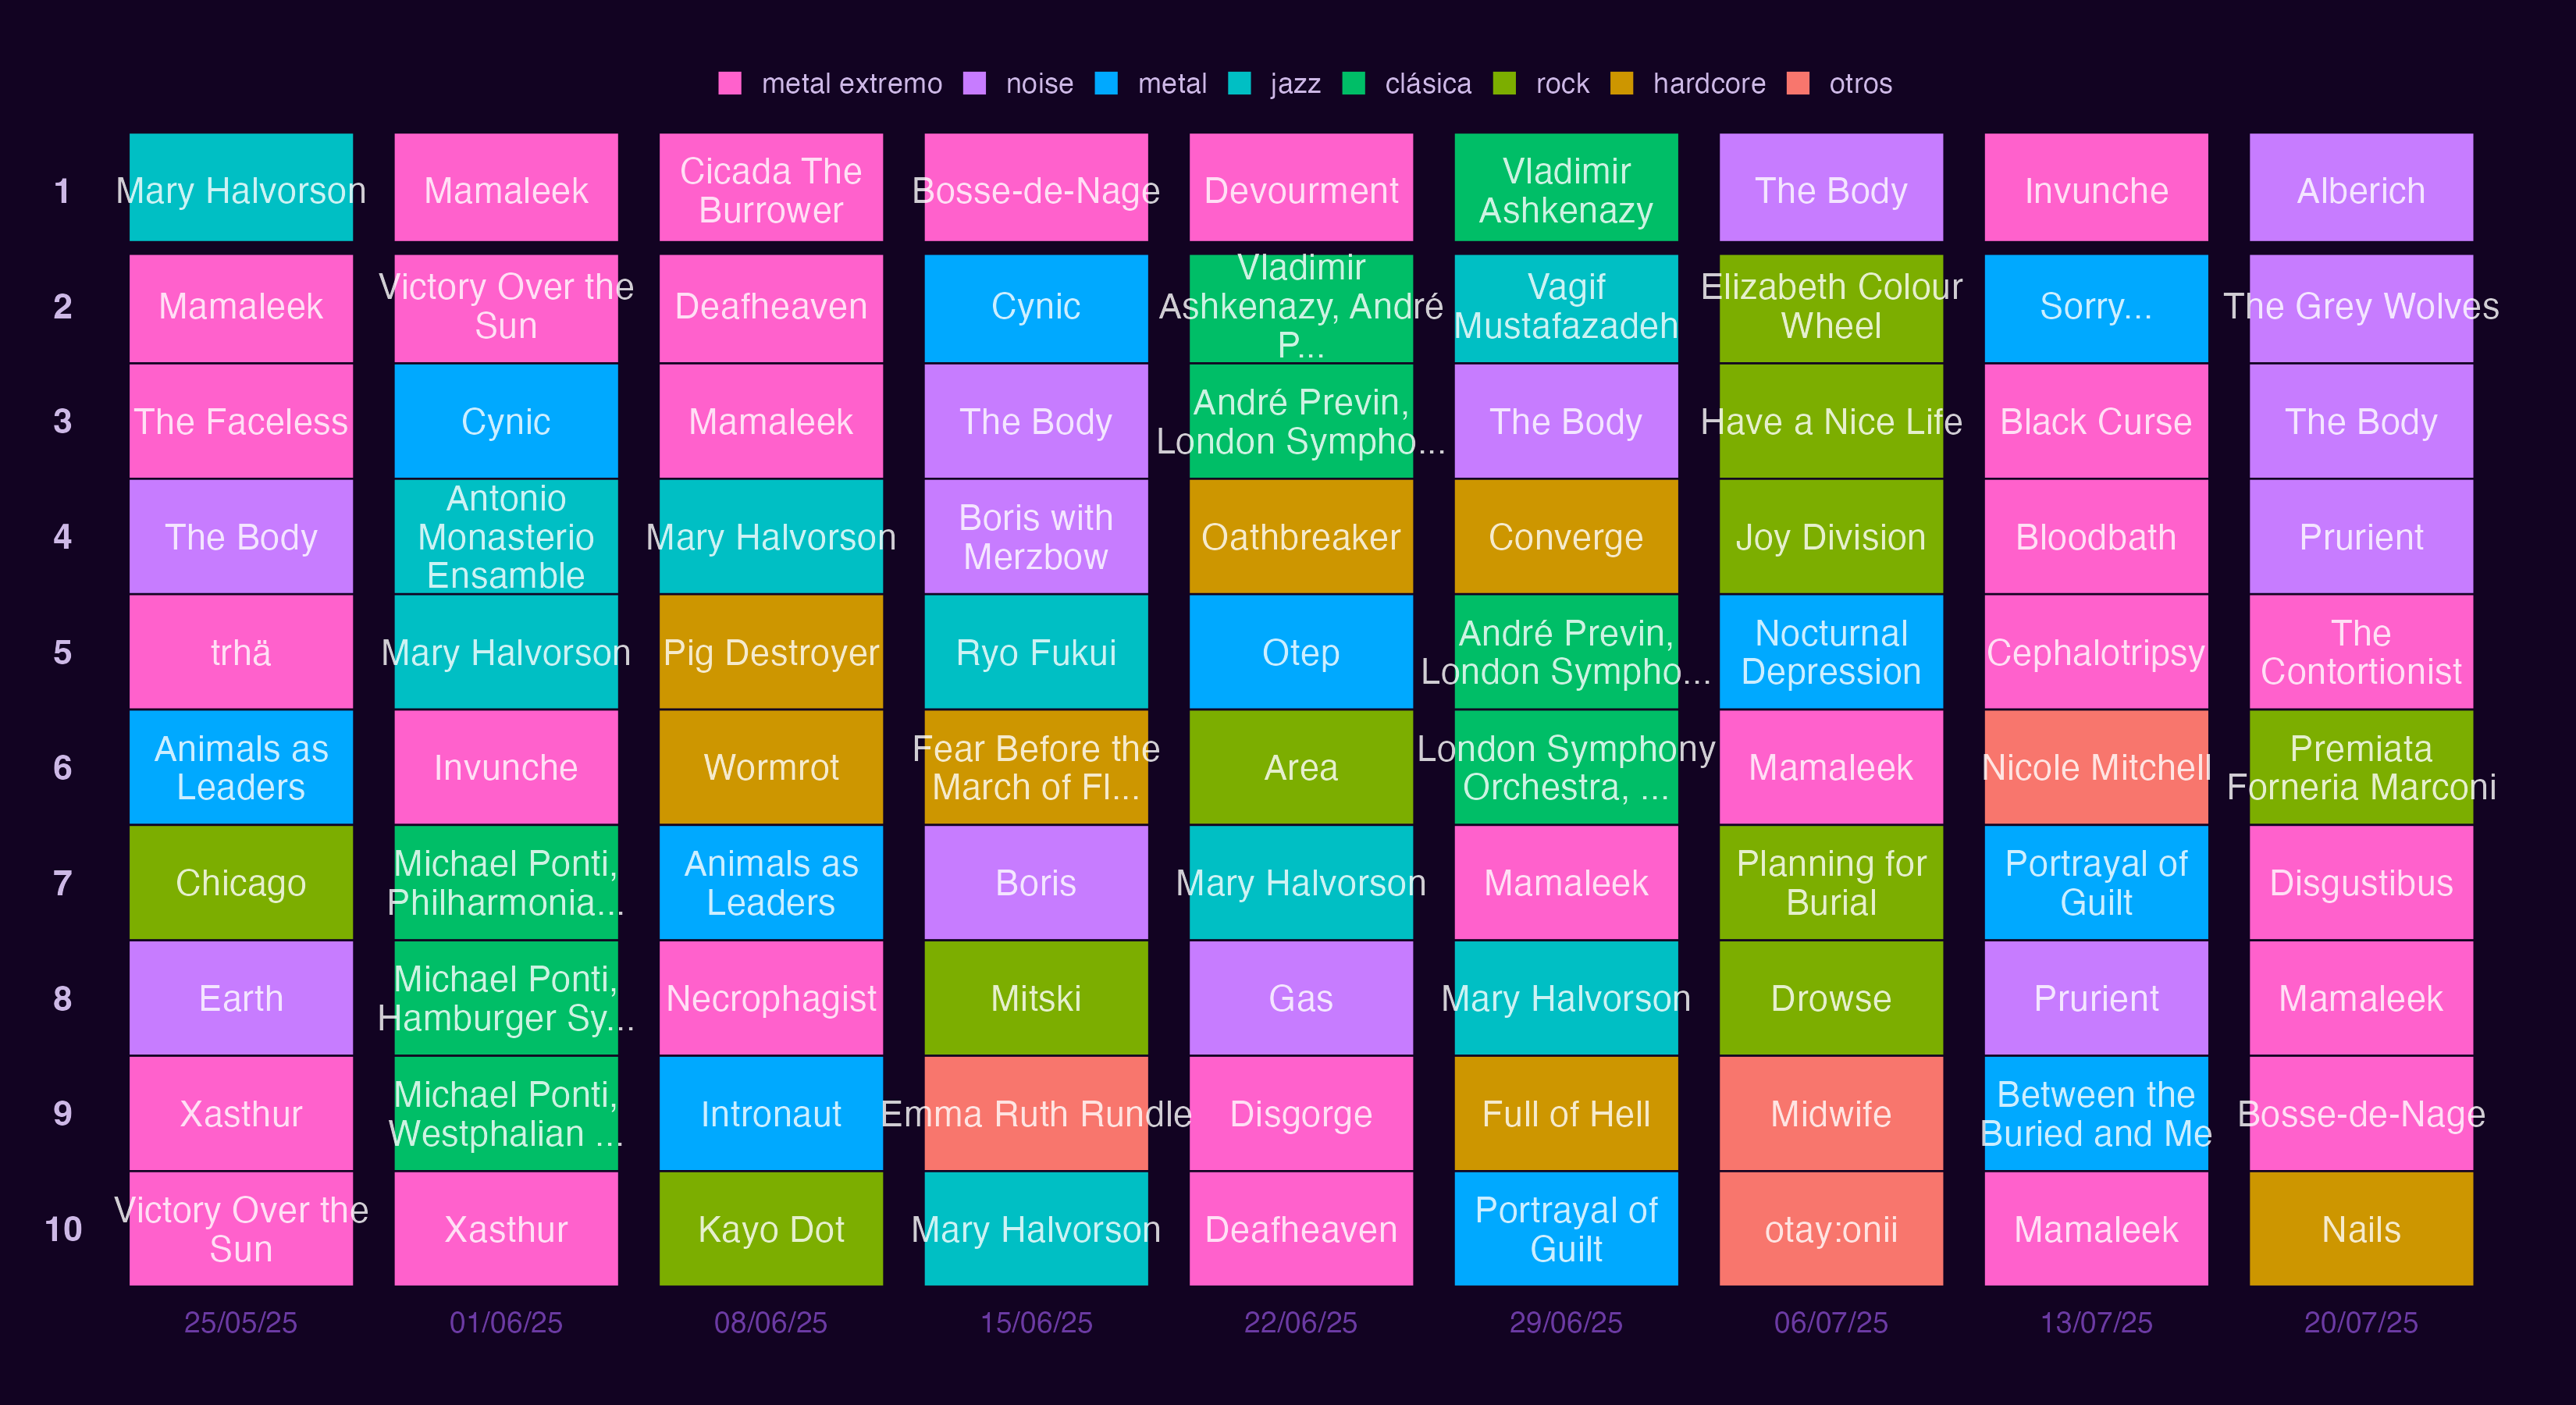 metal extremo noise metal jazz clásica rock hardcore otros
1 Mary Halvorson Mamaleek Cicada The Burrower Bosse-de-Nage Devourment Vladimir Ashkenazy The Body Invunche Alberich
2 Mamaleek Victory Over the Sun Deafheaven Cynic Vladimir Ashkenazy, André P... Vagif Mustafazadeh Elizabeth Colour Wheel Sorry... The Grey Wolves
3 The Faceless Cynic Mamaleek The Body André Previn, London Sympho... The Body Have a Nice Life Black Curse The Body
4 The Body Antonio Monasterio Ensamble Mary Halvorson Boris with Merzbow Oathbreaker Converge Joy Division Bloodbath Prurient
5 trhä Mary Halvorson Pig Destroyer Ryo Fukui Otep André Previn, London Sympho... Nocturnal Depression Cephalotripsy The Contortionist
6 Animals as Leaders Invunche Wormrot Fear Before the March of Fl... Area London Symphony Orchestra, ... Mamaleek Nicole Mitchell Premiata Forneria Marconi
7 Chicago Michael Ponti, Philharmonia... Animals as Leaders Boris Mary Halvorson Mamaleek Planning for Burial Portrayal of Guilt Disgustibus
8 Earth Michael Ponti, Hamburger Sy... Necrophagist Mitski Gas Mary Halvorson Drowse Prurient Mamaleek
9 Xasthur Michael Ponti, Westphalian ... Intronaut Emma Ruth Rundle Disgorge Full of Hell Midwife Between the Buried and Me Bosse-de-Nage
10 Victory Over the Sun Xasthur Kayo Dot Mary Halvorson Deafheaven Portrayal of Guilt otay:onii Mamaleek Nails
25/05/25 01/06/25 08/06/25 15/06/25 22/06/25 29/06/25 06/07/25 13/07/25 20/07/25